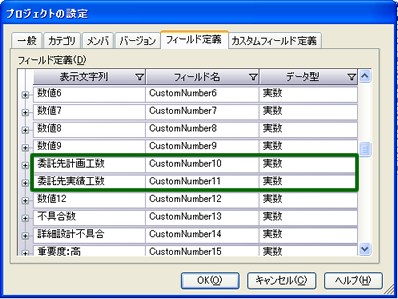 プロジェクトの設定
一般 カテゴリ メンバ バージョン フィールド定義 カスタムフィールド定義
フィールド定義(D)
表示文字列 フィールド名 データ型
数値6 CustomNumber6 実数
数値7 CustomNumber7 実数
数値8 CustomNumber8 実数
数値9 CustomNumber9 実数
委託先計画工数 CustomNumber10 実数
委託先実績工数 CustomNumber11 実数
数値12 CustomNumber12 実数
不具合数 CustomNumber13 実数
詳細設計不具合 CustomNumber14 実数
重要度:高 CustomNumber15 実数
OK(O) キャンセル(C) ヘルプ(H)